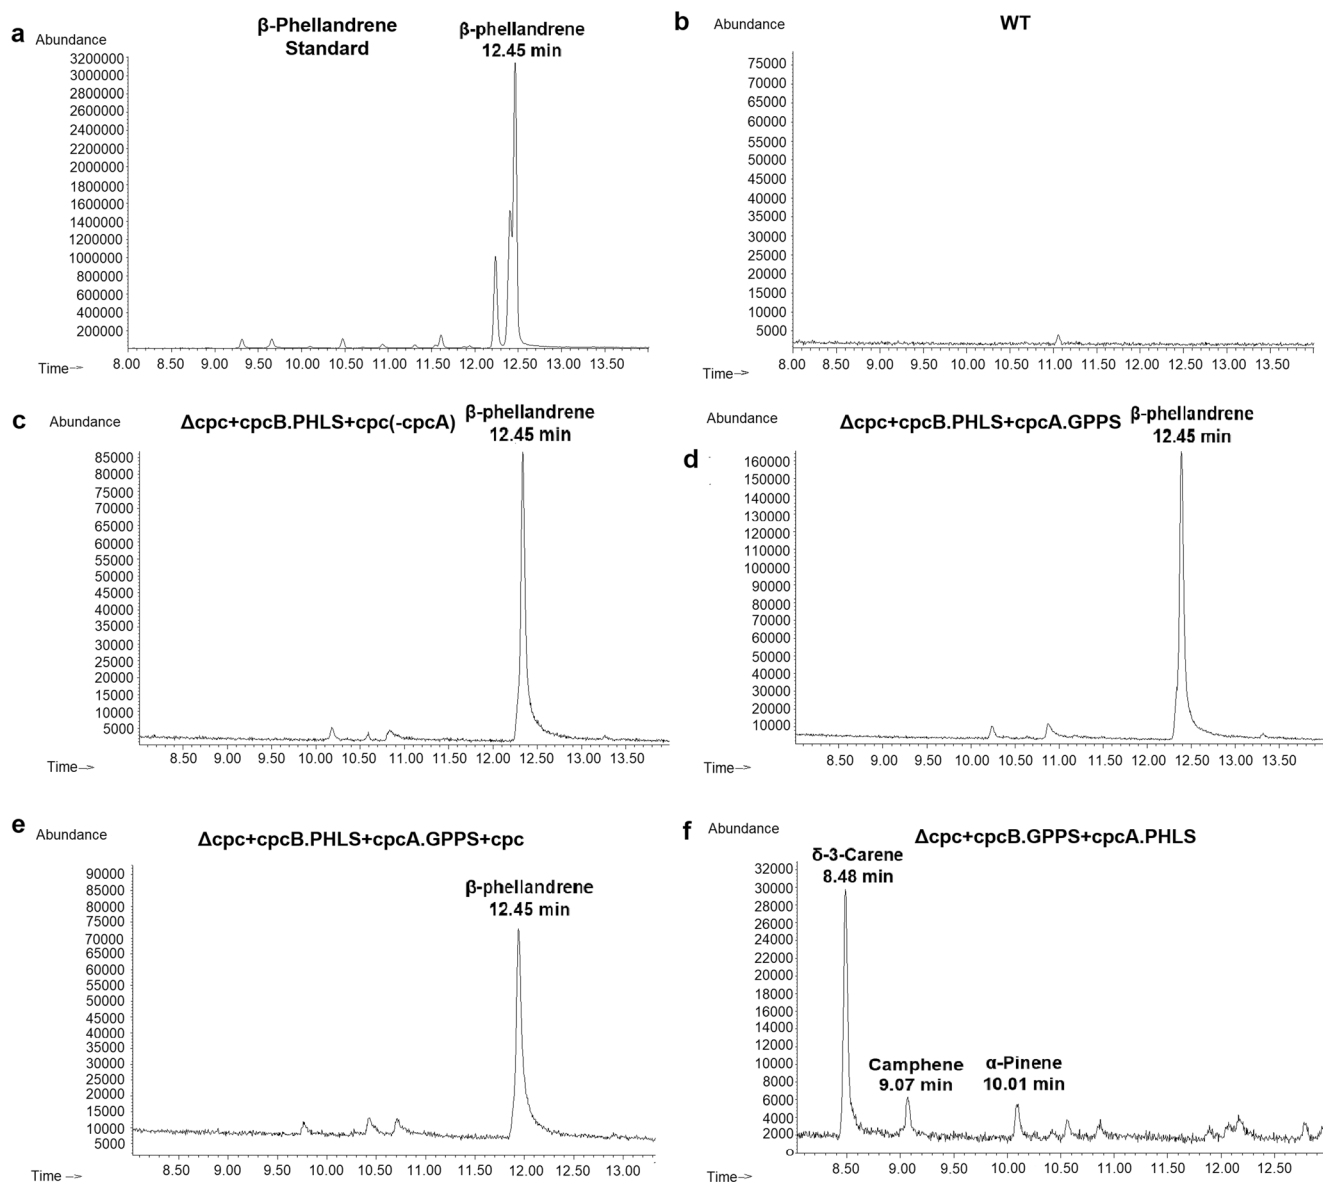 a
Abundance
β-Phellandrene
Standard
β-phellandrene
12.45 min
3200000
3000000
2800000
2600000
2400000
2200000
2000000
1800000
1600000
1400000
1200000
1000000
800000
600000
400000
200000
8.00 8.50 9.00 9.50 10.00 10.50 11.00 11.50 12.00 12.50 13.00 13.50
Time-->
b
Abundance
WT
75000
70000
65000
60000
55000
50000
45000
40000
35000
30000
25000
20000
15000
10000
5000
8.00 8.50 9.00 9.50 10.00 10.50 11.00 11.50 12.00 12.50 13.00 13.50
Time-->
c
Abundance
Δcpc+cpcB.PHLS+cpc(-cpcA)
β-phellandrene
12.45 min
85000
80000
75000
70000
65000
60000
55000
50000
45000
40000
35000
30000
25000
20000
15000
10000
5000
8.50 9.00 9.50 10.00 10.50 11.00 11.50 12.00 12.50 13.00 13.50
Time-->
d
Abundance
Δcpc+cpcB.PHLS+cpcA.GPPS
β-phellandrene
12.45 min
160000
150000
140000
130000
120000
110000
100000
90000
80000
70000
60000
50000
40000
30000
20000
10000
8.50 9.00 9.50 10.00 10.50 11.00 11.50 12.00 12.50 13.00 13.50
Time-->
e
Abundance
Δcpc+cpcB.PHLS+cpcA.GPPS+cpc
β-phellandrene
12.45 min
90000
85000
80000
75000
70000
65000
60000
55000
50000
45000
40000
35000
30000
25000
20000
15000
10000
5000
8.50 9.00 9.50 10.00 10.50 11.00 11.50 12.00 12.50 13.00
Time -->
f
Abundance
Δcpc+cpcB.GPPS+cpcA.PHLS
δ-3-Carene
8.48 min
Camphene
9.07 min
α-Pinene
10.01 min
32000
30000
28000
26000
24000
22000
20000
18000
16000
14000
12000
10000
8000
6000
4000
2000
0
8.50 9.00 9.50 10.00 10.50 11.00 11.50 12.00 12.50
Time-->